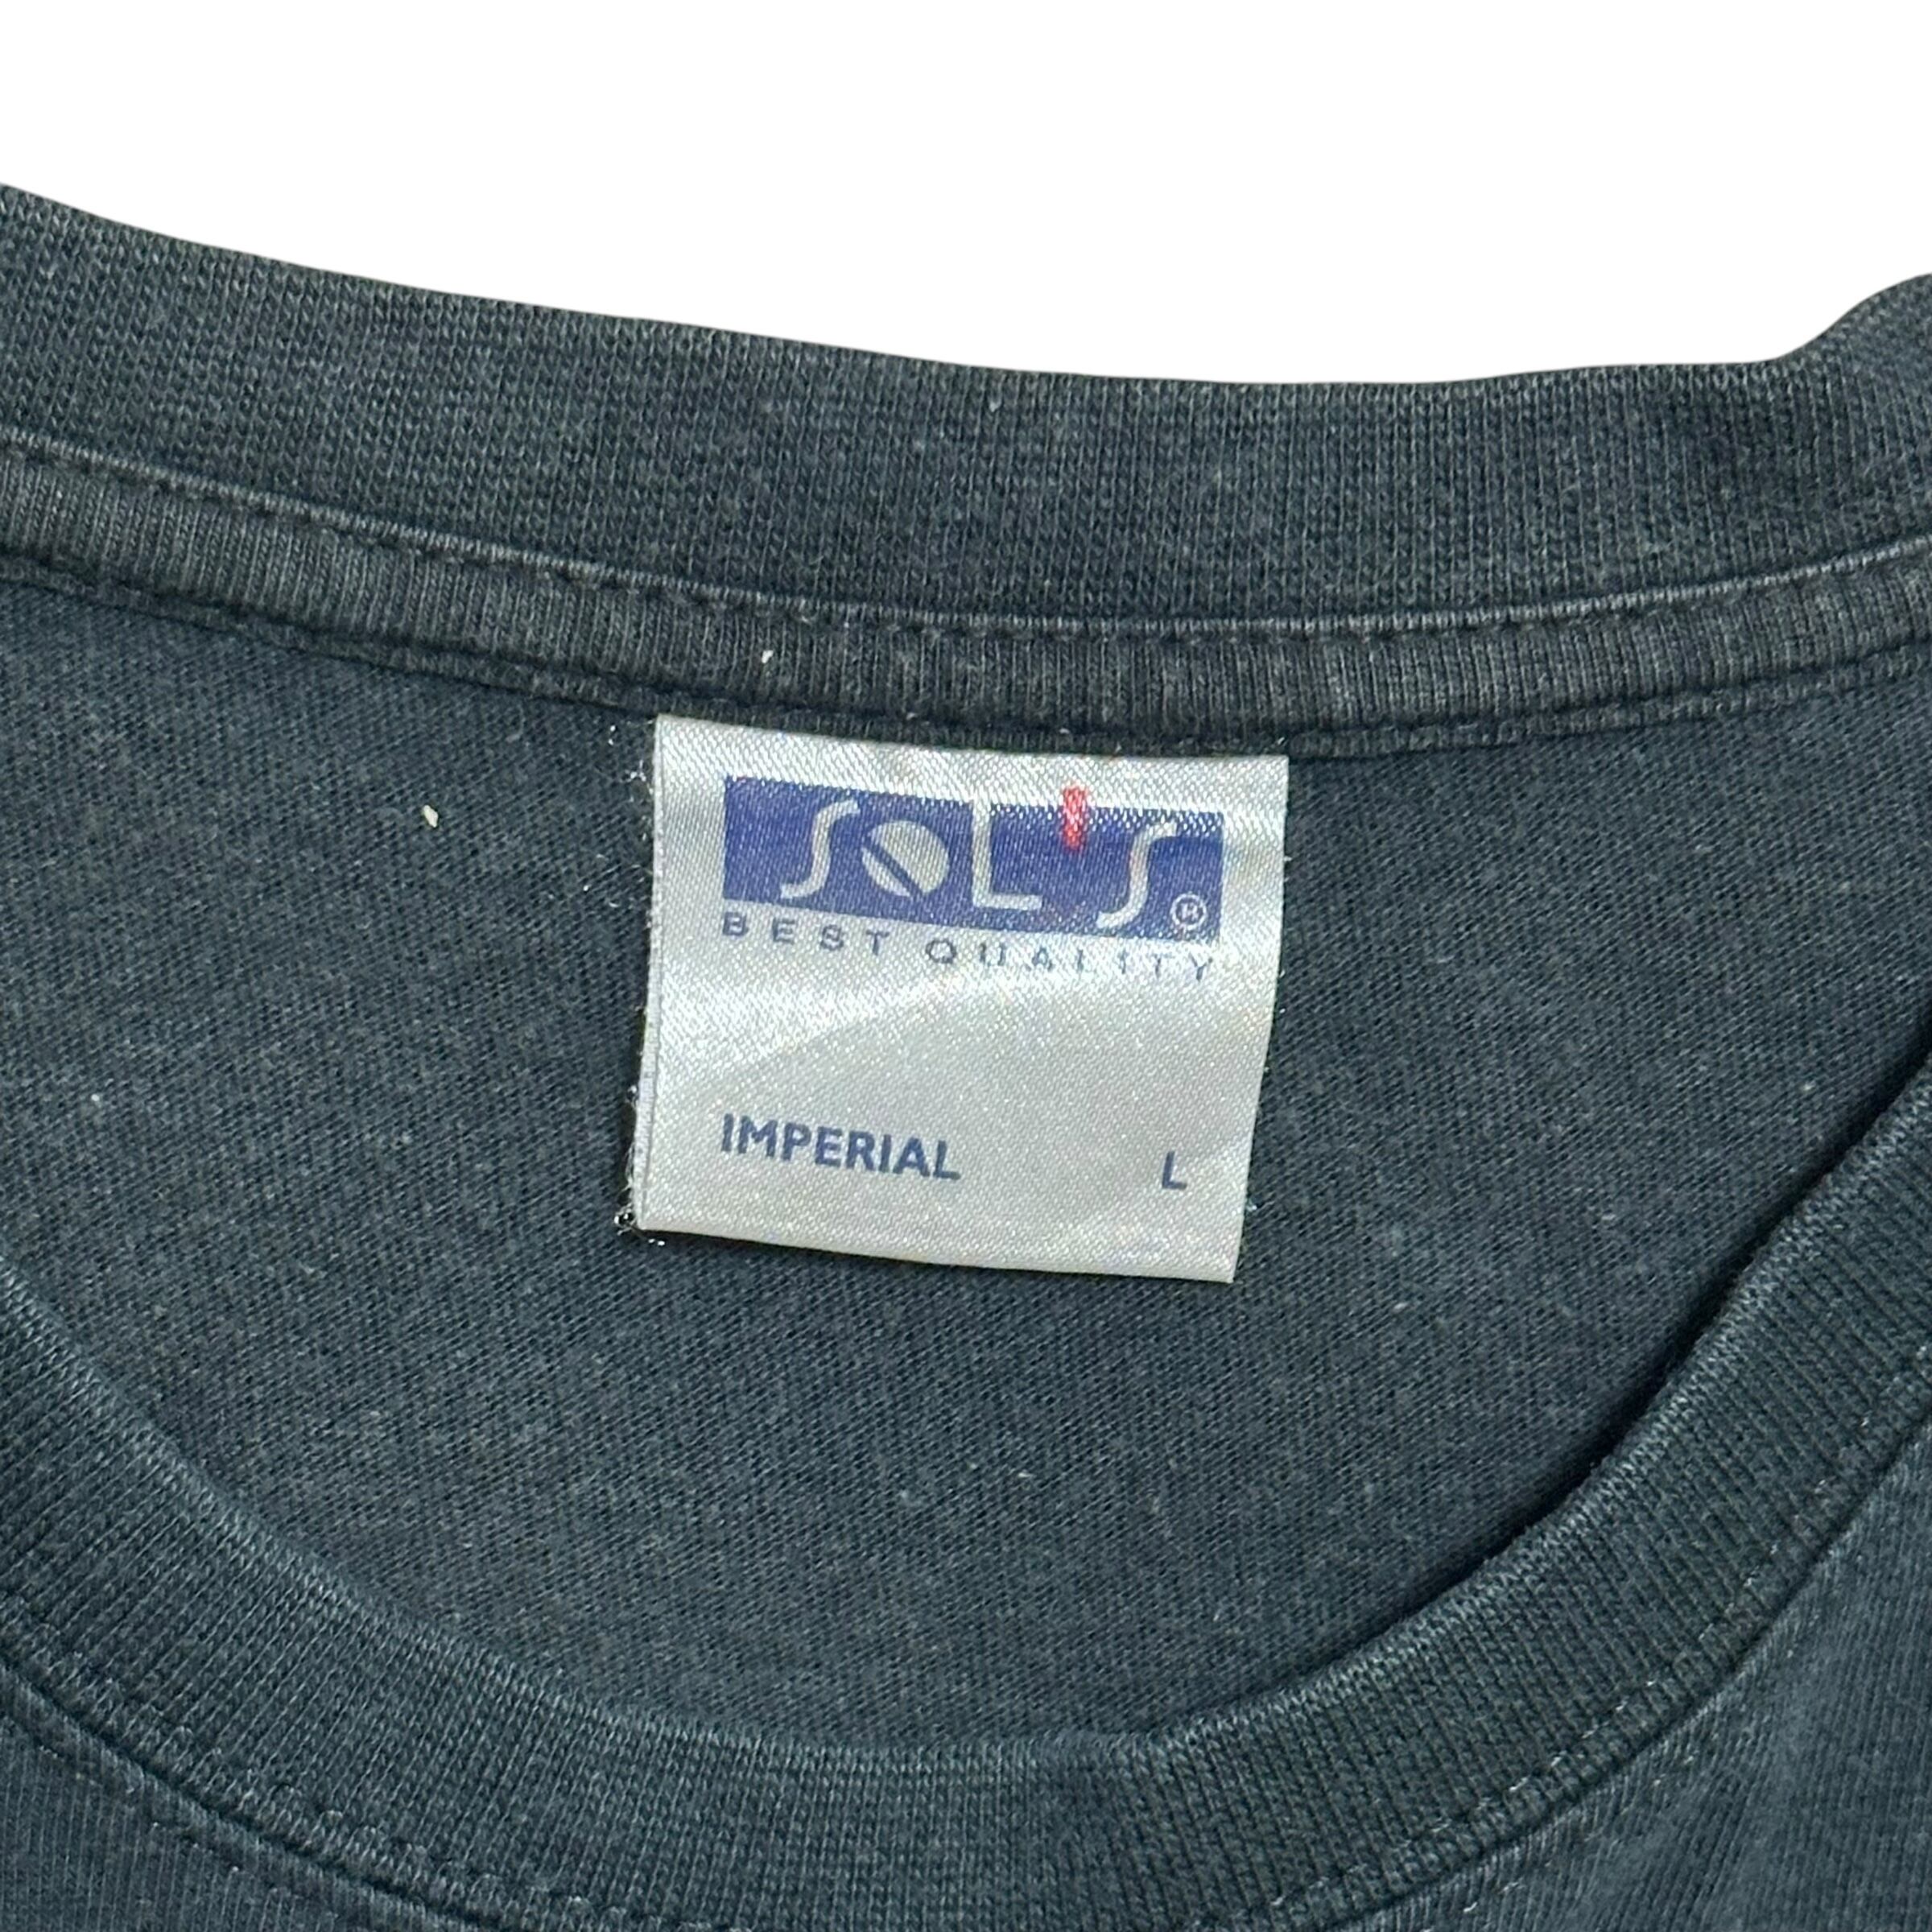 SOL'S ®
BEST QUALITY
IMPERIAL L